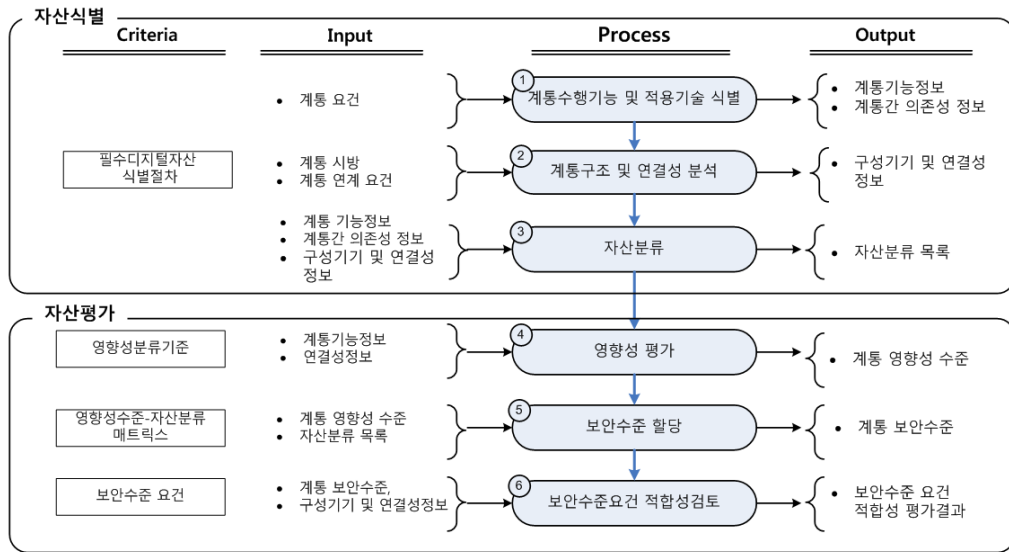 자산식별
Criteria
Input
Process
Output
• 계통 요건
1
계통수행기능 및 적용기술 식별
• 계통기능정보
• 계통간 의존성 정보
필수디지털자산
식별절차
• 계통 시방
• 계통 연계 요건
2
계통구조 및 연결성 분석
• 구성기기 및 연결성
정보
• 계통 기능정보
• 계통간 의존성 정보
• 구성기기 및 연결성
정보
3
자산분류
• 자산분류 목록
자산평가
영향성분류기준
• 계통기능정보
• 연결성정보
4
영향성 평가
• 계통 영향성 수준
영향성수준-자산분류
매트릭스
• 계통 영향성 수준
• 자산분류 목록
5
보안수준 할당
• 계통 보안수준
보안수준 요건
• 계통 보안수준,
• 구성기기 및 연결성정보
6
보안수준요건 적합성검토
• 보안수준 요건
적합성 평가결과